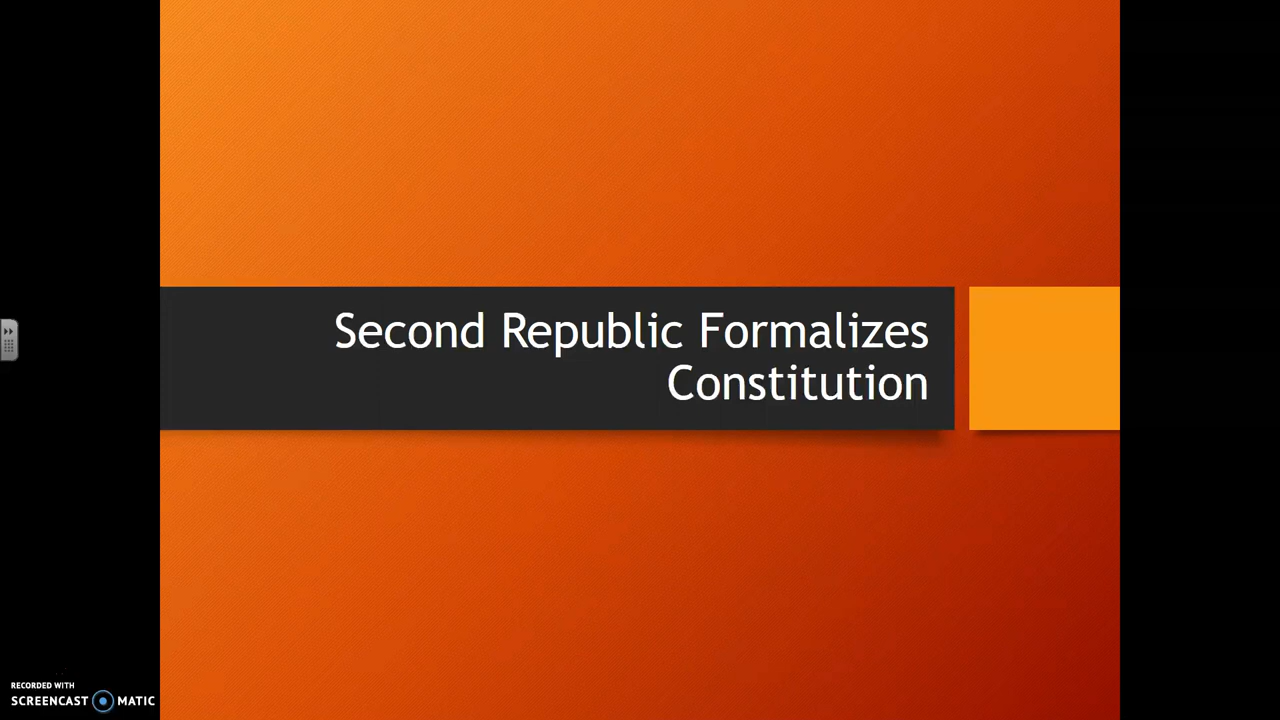 Second Republic Formalizes
Constitution
RECORDED WITH
SCREENCAST MATIC